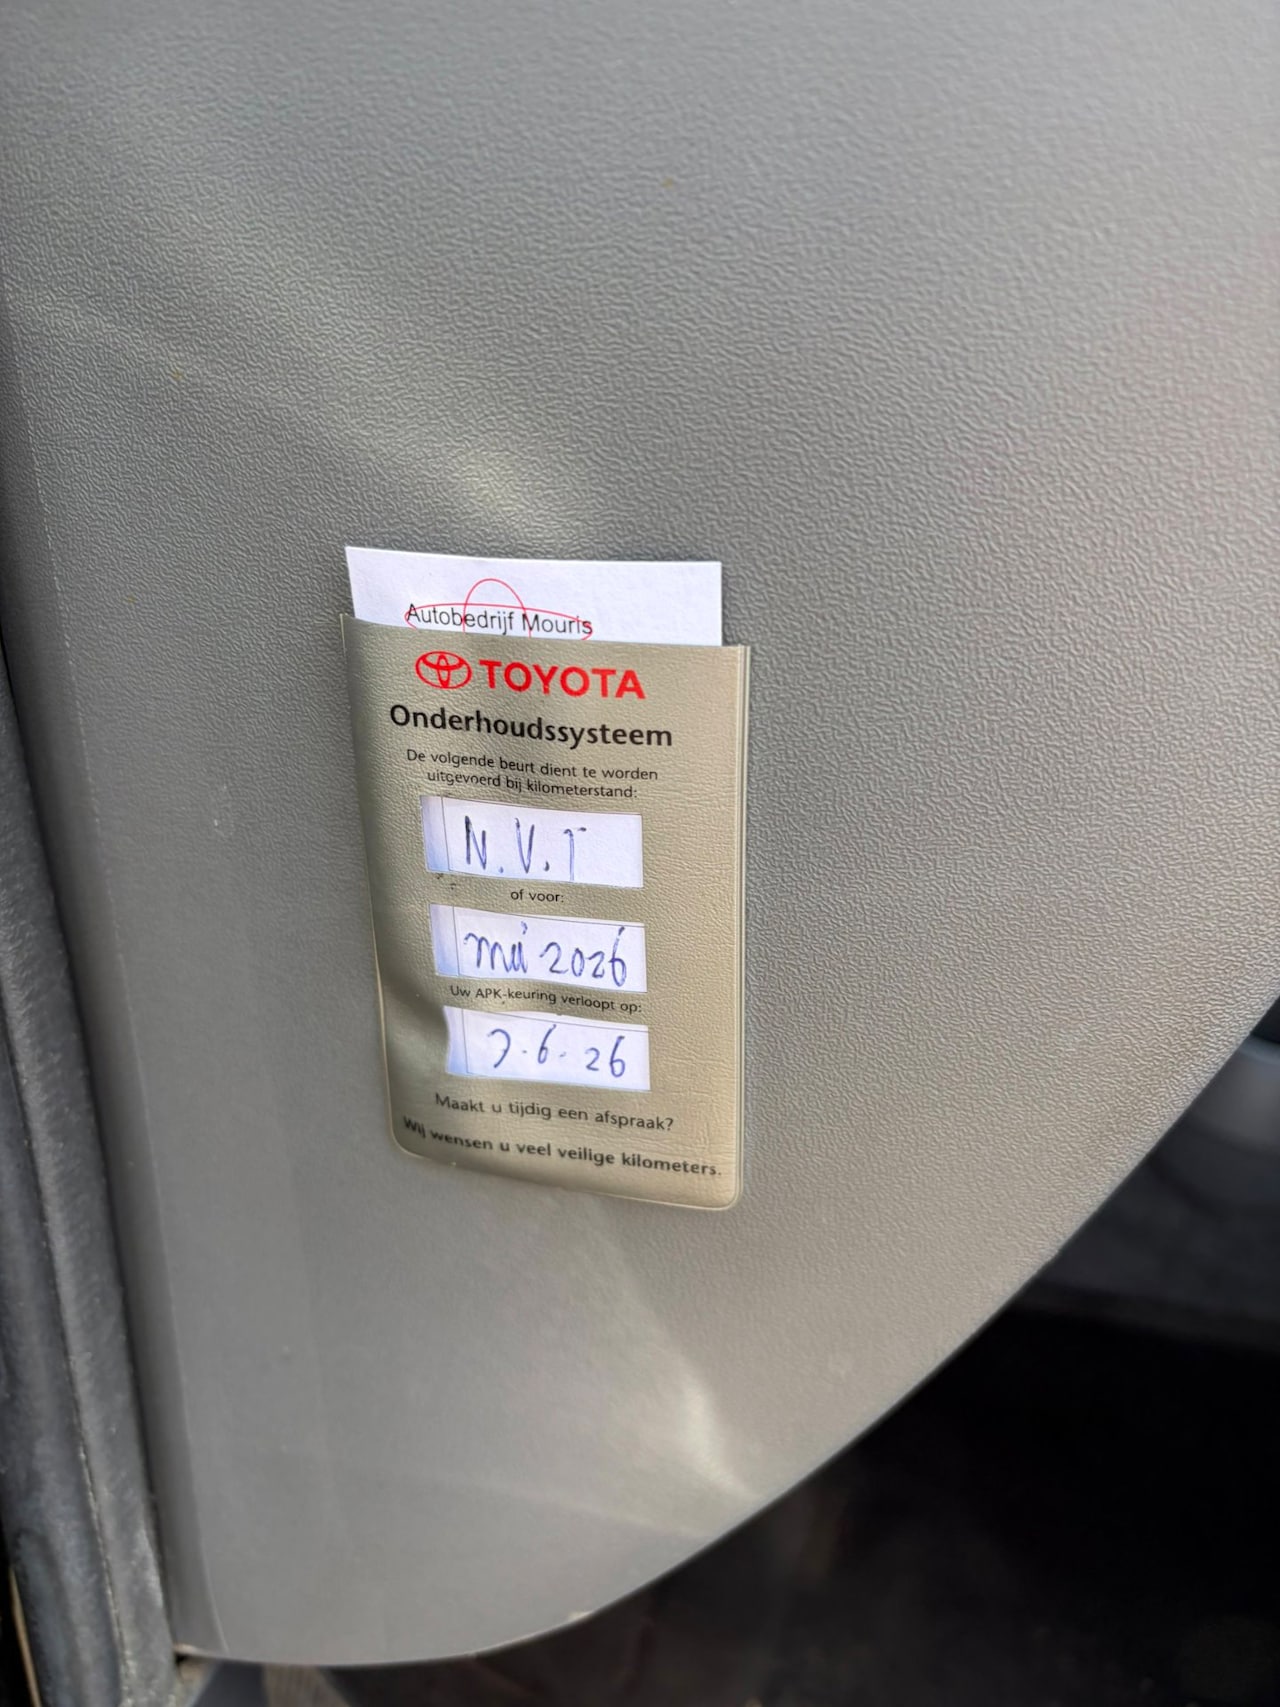 Autobedrijf Mouris
TOYOTA
Onderhoudssysteem
De volgende beurt dient te worden
uitgevoerd bij kilometerstand:
N.V.T
of voor:
mei 2026
Uw APK-keuring verloopt op:
7-6-26
Maakt u tijdig een afspraak?
Wij wensen u veel veilige kilometers.